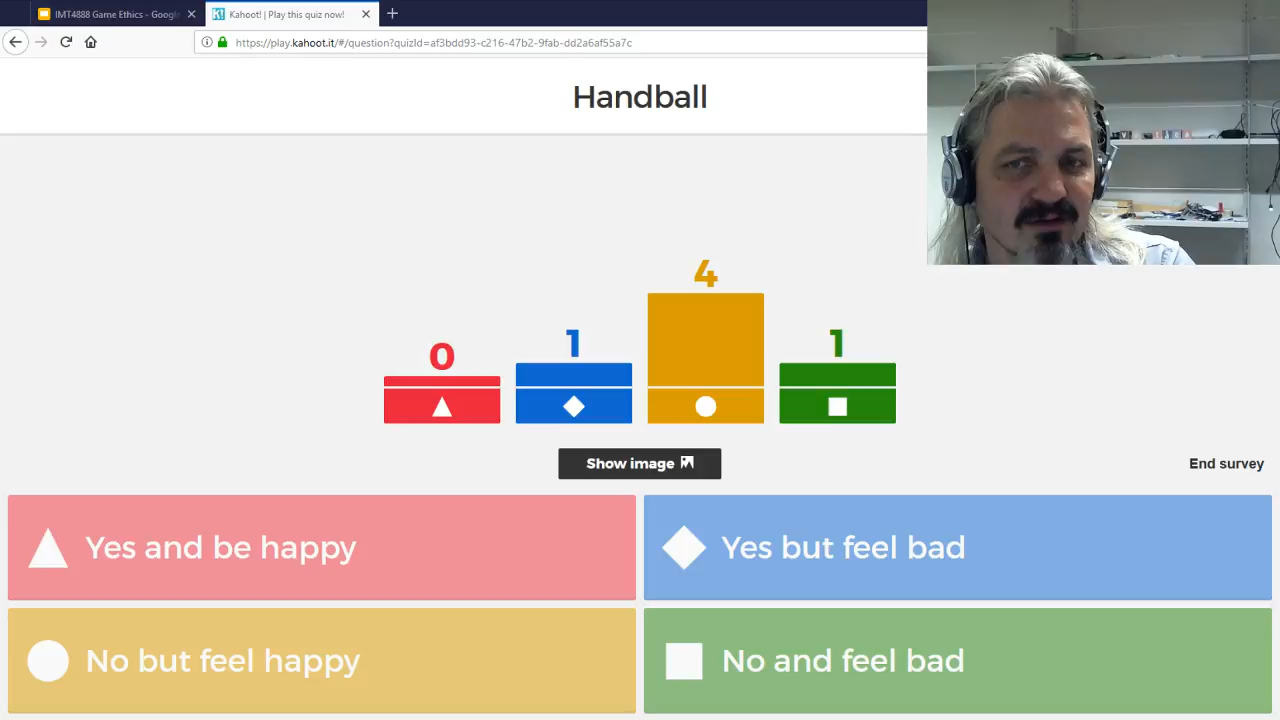 IMT4888 Game Ethics - Google
Kahoot! | Play this quiz now!
https://play.kahoot.it/#/question?quizId=af3bdd93-c216-47b2-9fab-dd2a6af55a7c
Handball
0
1
4
1
Show image
End survey
Yes and be happy
Yes but feel bad
No but feel happy
No and feel bad